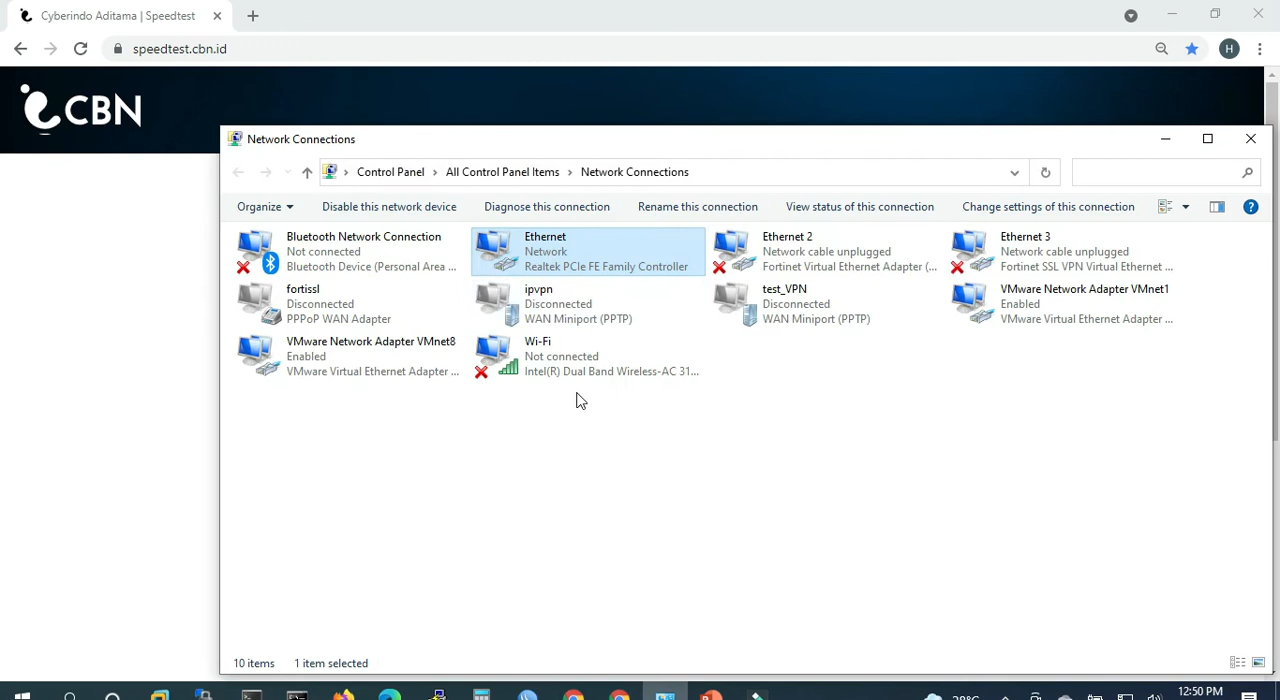 Cyberindo Aditama | Speedtest
speedtest.cbn.id
H
CBN
Network Connections
Control Panel › All Control Panel Items › Network Connections
Organize Disable this network device Diagnose this connection Rename this connection View status of this connection Change settings of this connection
Bluetooth Network Connection
Not connected
Bluetooth Device (Personal Area ...
Ethernet
Network
Realtek PCIe FE Family Controller
Ethernet 2
Network cable unplugged
Fortinet Virtual Ethernet Adapter (...
Ethernet 3
Network cable unplugged
Fortinet SSL VPN Virtual Ethernet ...
fortissl
Disconnected
PPPoP WAN Adapter
ipvpn
Disconnected
WAN Miniport (PPTP)
test_VPN
Disconnected
WAN Miniport (PPTP)
VMware Network Adapter VMnet1
Enabled
VMware Virtual Ethernet Adapter ...
VMware Network Adapter VMnet8
Enabled
VMware Virtual Ethernet Adapter ...
Wi-Fi
Not connected
Intel(R) Dual Band Wireless-AC 31...
10 items 1 item selected
12:50 PM